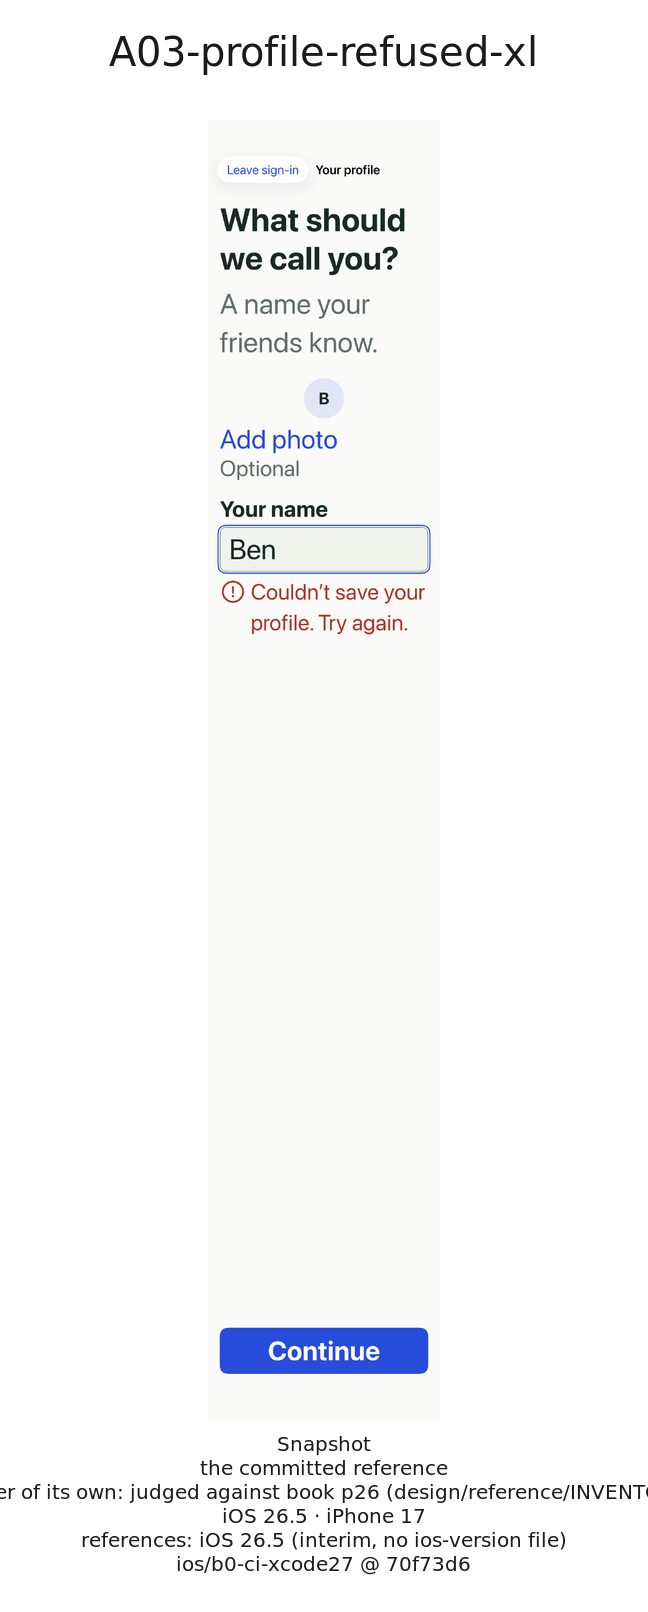 A03-profile-refused-xl
Leave sign-in
Your profile
What should
we call you?
A name your
friends know.
B
Add photo
Optional
Your name
Ben
Couldn’t save your
profile. Try again.
Continue
Snapshot
the committed reference
of its own: judged against book p26 (design/reference/
iOS 26.5 · iPhone 17
references: iOS 26.5 (interim, no ios-version file)
ios/b0-ci-xcode27 @ 70f73d6